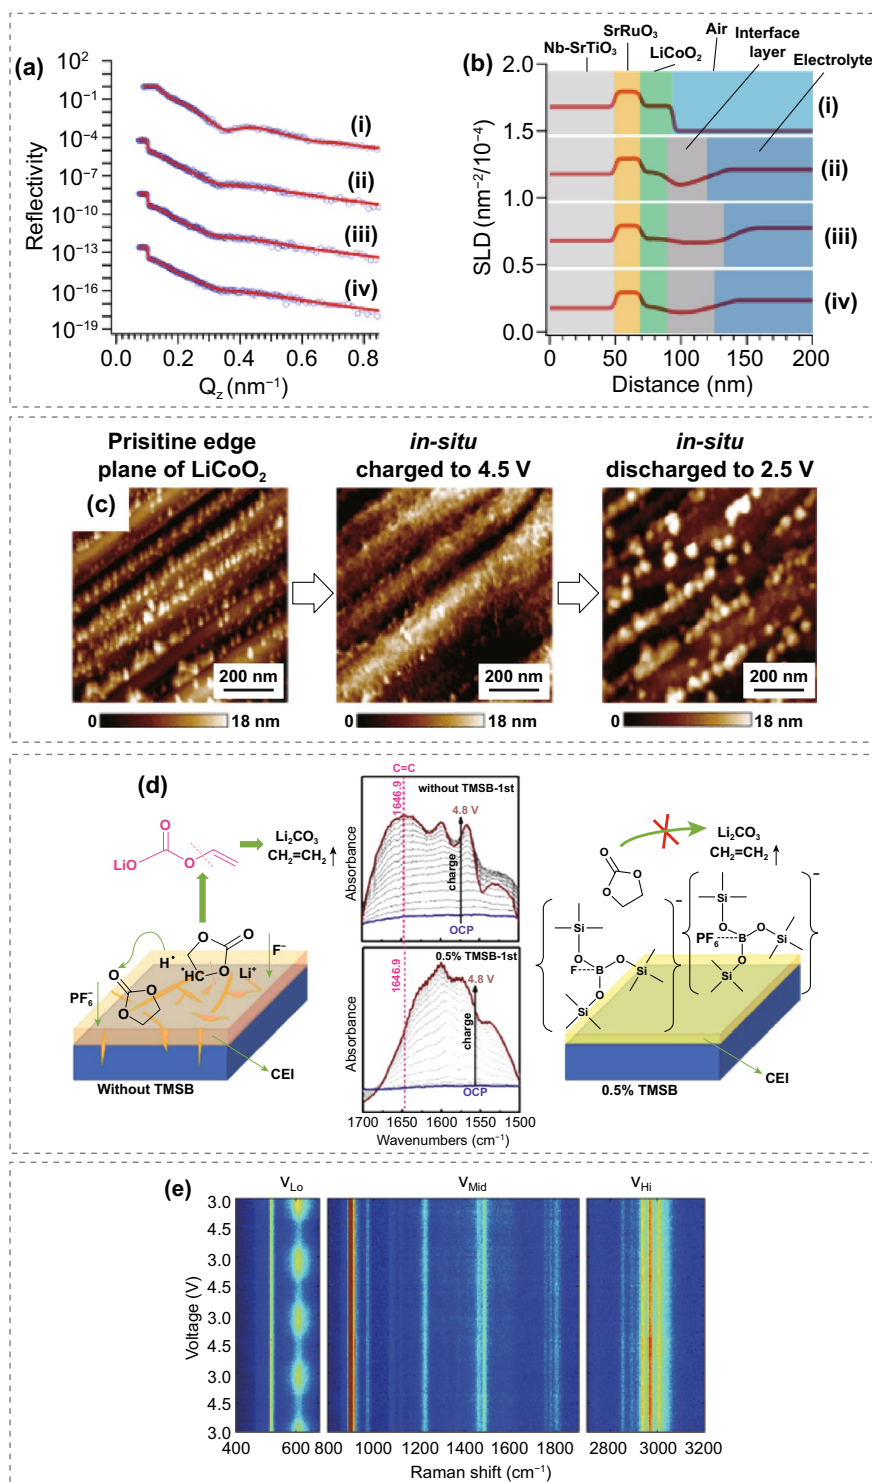 (a)
10²
10⁻¹
10⁻⁴
10⁻⁷
10⁻¹⁰
10⁻¹³
10⁻¹⁶
10⁻¹⁹
Reflectivity
(i)
(ii)
(iii)
(iv)
0.0 0.2 0.4 0.6 0.8
Q_z (nm⁻¹)
(b)
Nb-SrTiO₃
SrRuO₃
LiCoO₂
Air
Interface
layer
Electrolyte
2.0
1.5
1.0
0.5
0.0
SLD (nm⁻²/10⁻⁴)
(i)
(ii)
(iii)
(iv)
0 50 100 150 200
Distance (nm)
(c)
Prisitine edge
plane of LiCoO₂
in-situ
charged to 4.5 V
in-situ
discharged to 2.5 V
200 nm
200 nm
200 nm
0 18 nm
0 18 nm
0 18 nm
(d)
LiO
O
O
Li₂CO₃
CH₂=CH₂
H•
O
O
O
•HC
Li⁺
F⁻
PF₆⁻
O
O
O
CEI
Without TMSB
C=C
1646.9
without TMSB-1st
4.8 V
charge
OCP
Absorbance
1646.9
0.5% TMSB-1st
4.8 V
charge
OCP
Absorbance
1700 1650 1600 1550 1500
Wavenumbers (cm⁻¹)
Li₂CO₃
CH₂=CH₂
O
O
O
Si
O
F
B
O
Si
O
Si
–
Si
O
PF₆
B
O
Si
O
Si
–
CEI
0.5% TMSB
(e)
ν_Lo
ν_Mid
ν_Hi
3.0
4.5
3.0
4.5
3.0
4.5
3.0
4.5
3.0
Voltage (V)
400 600 800 1000 1200 1400 1600 1800 2800 3000 3200
Raman shift (cm⁻¹)